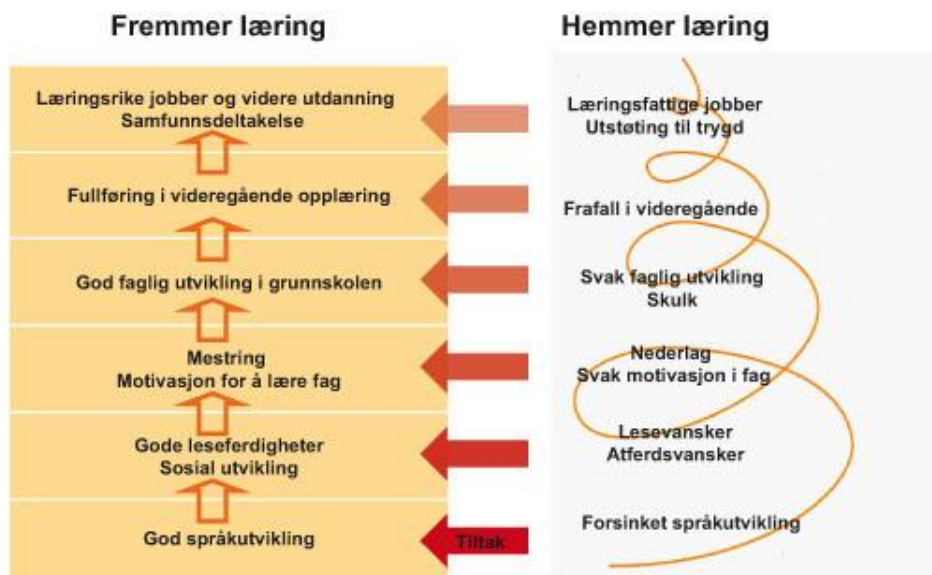 Fremmer læring
Læringsrike jobber og videre utdanning
Samfunnsdeltakelse
Fullføring i videregående opplæring
God faglig utvikling i grunnskolen
Mestring
Motivasjon for å lære fag
Gode leseferdigheter
Sosial utvikling
God språkutvikling
Tiltak
Hemmer læring
Læringsfattige jobber
Utstøting til trygd
Frafall i videregående
Svak faglig utvikling
Skulk
Nederlag
Svak motivasjon i fag
Lesevansker
Atferdsvansker
Forsinket språkutvikling